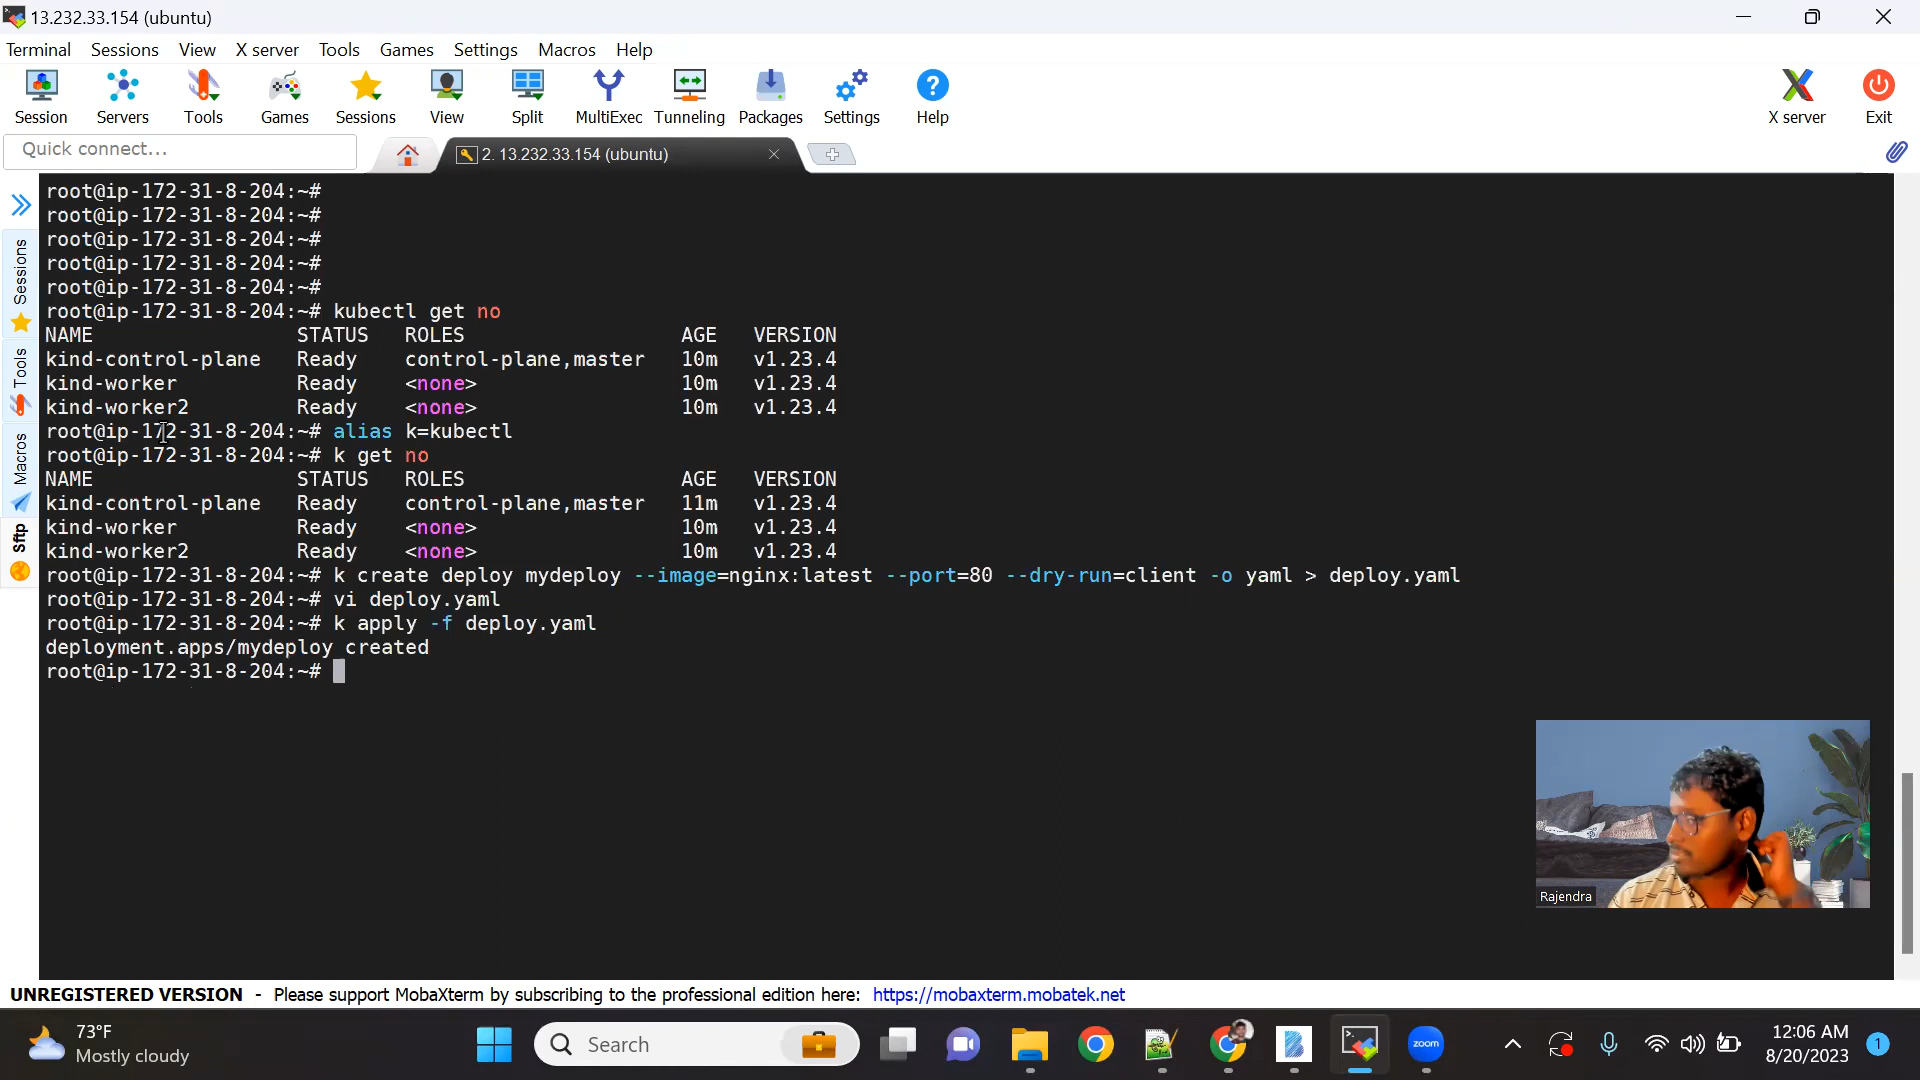 13.232.33.154 (ubuntu)
Terminal Sessions View X server Tools Games Settings Macros Help
Session Servers Tools Games Sessions View Split MultiExec Tunneling Packages Settings Help X server Exit
Quick connect...
2. 13.232.33.154 (ubuntu)
Sessions
Tools
Macros
Sftp
root@ip-172-31-8-204:~#
root@ip-172-31-8-204:~#
root@ip-172-31-8-204:~#
root@ip-172-31-8-204:~#
root@ip-172-31-8-204:~#
root@ip-172-31-8-204:~# kubectl get no
NAME STATUS ROLES AGE VERSION
kind-control-plane Ready control-plane,master 10m v1.23.4
kind-worker Ready <none> 10m v1.23.4
kind-worker2 Ready <none> 10m v1.23.4
root@ip-172-31-8-204:~# alias k=kubectl
root@ip-172-31-8-204:~# k get no
NAME STATUS ROLES AGE VERSION
kind-control-plane Ready control-plane,master 11m v1.23.4
kind-worker Ready <none> 10m v1.23.4
kind-worker2 Ready <none> 10m v1.23.4
root@ip-172-31-8-204:~# k create deploy mydeploy --image=nginx:latest --port=80 --dry-run=client -o yaml > deploy.yaml
root@ip-172-31-8-204:~# vi deploy.yaml
root@ip-172-31-8-204:~# k apply -f deploy.yaml
deployment.apps/mydeploy created
root@ip-172-31-8-204:~#
Rajendra
UNREGISTERED VERSION - Please support MobaXterm by subscribing to the professional edition here: https://mobaxterm.mobatek.net
73°F
Mostly cloudy
Search
zoom
12:06 AM
8/20/2023
1